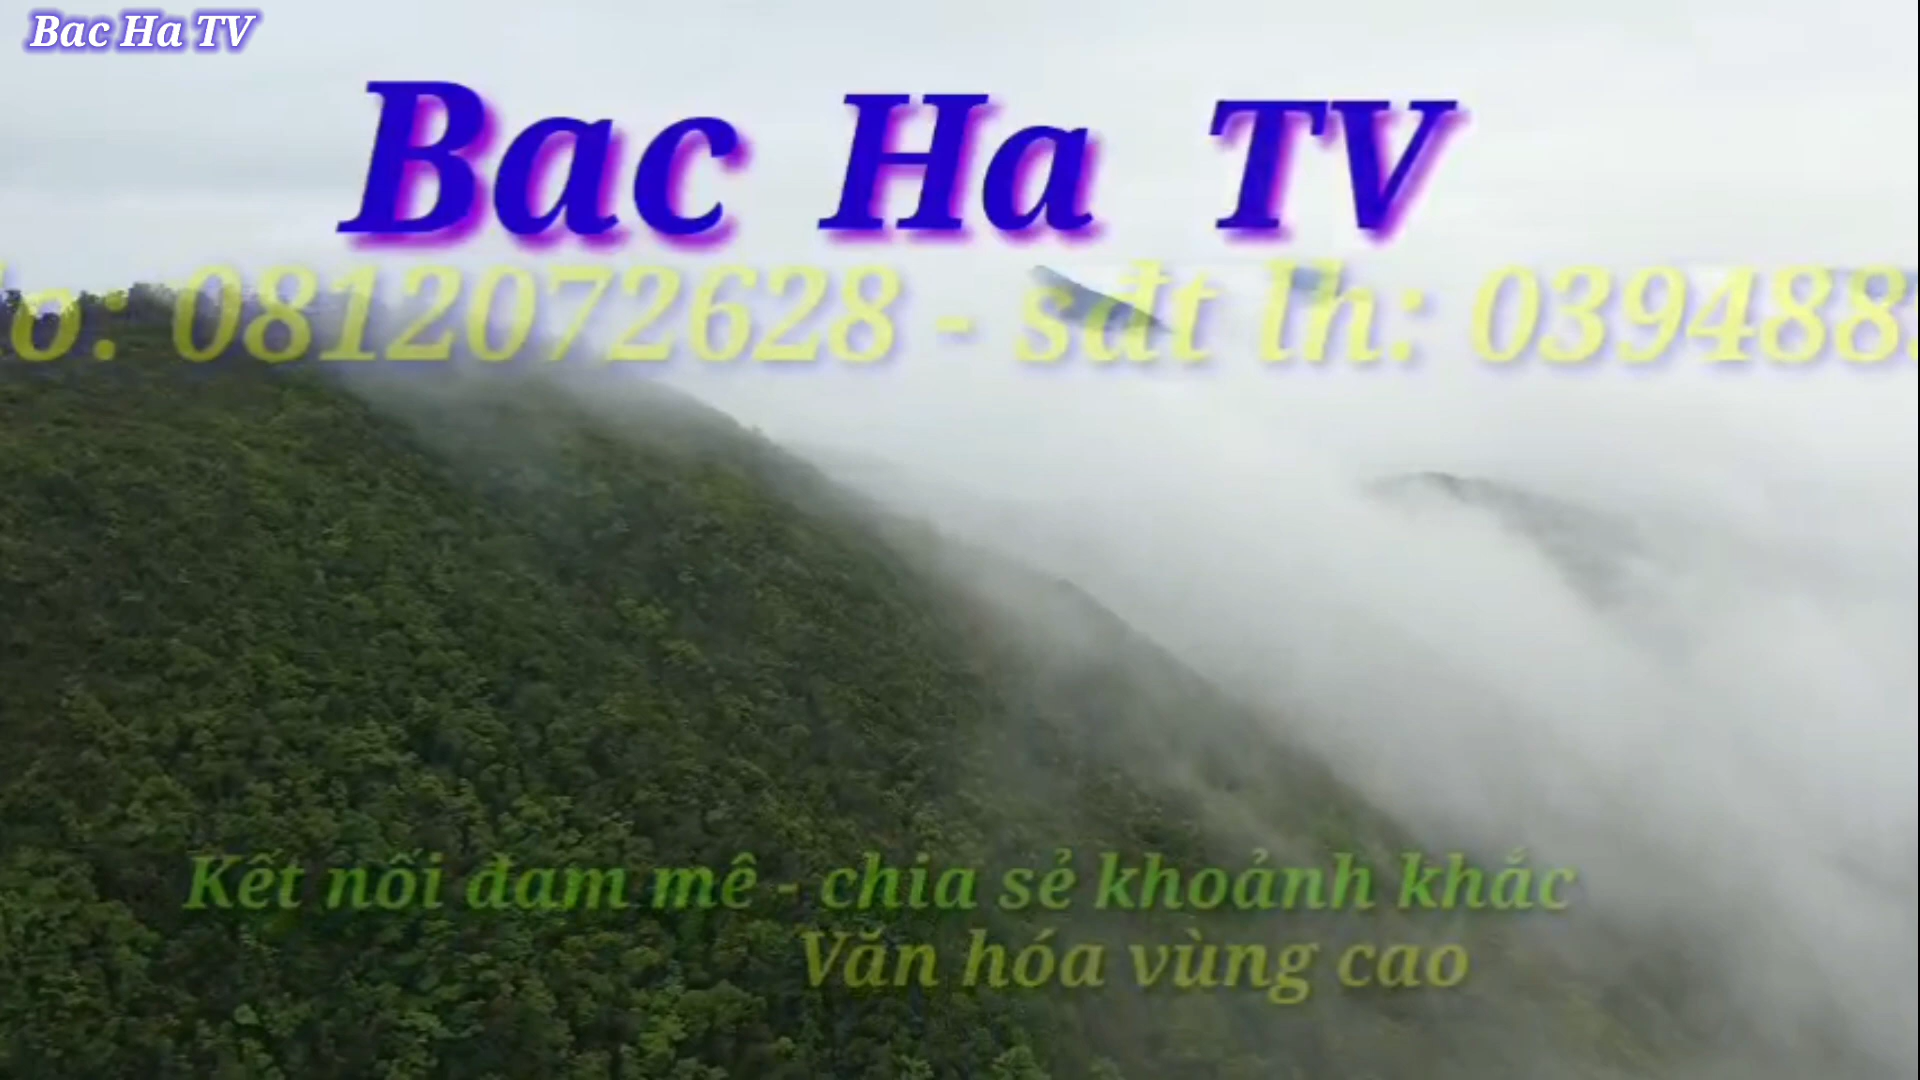 Bac Ha TV
Bac Ha TV
0812072628 - sđt lh:
Kết nối đam mê - chia sẻ khoảnh khắc
Văn hóa vùng cao